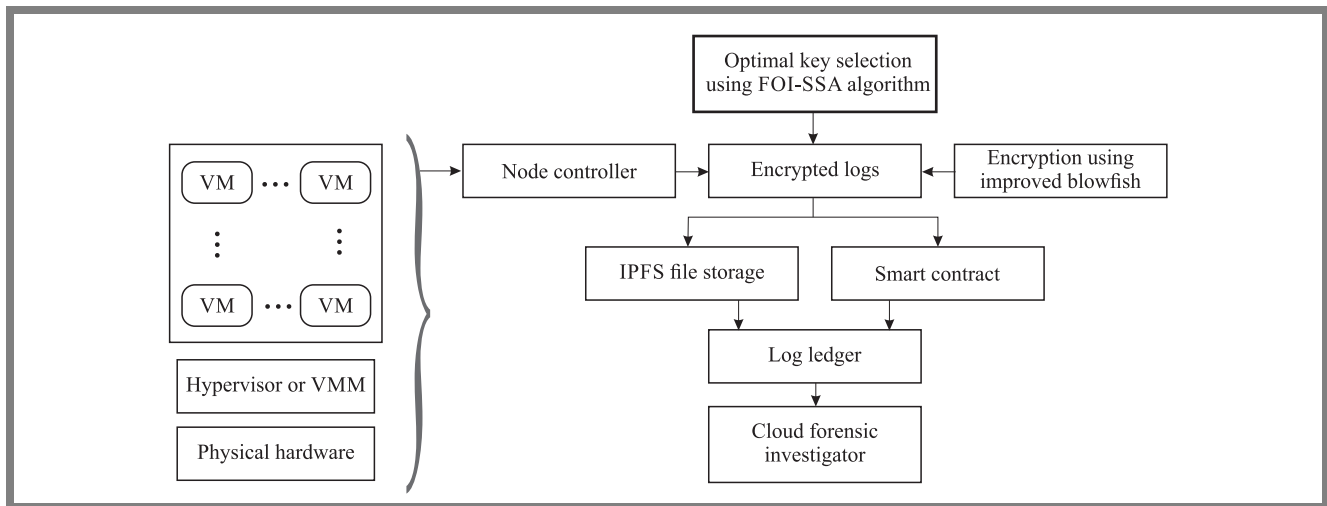 Optimal key selection
using FOI-SSA algorithm
VM ••• VM
Node controller
Encrypted logs
Encryption using
improved blowfish
IPFS file storage
Smart contract
VM ••• VM
Log ledger
Hypervisor or VMM
Cloud forensic
investigator
Physical hardware